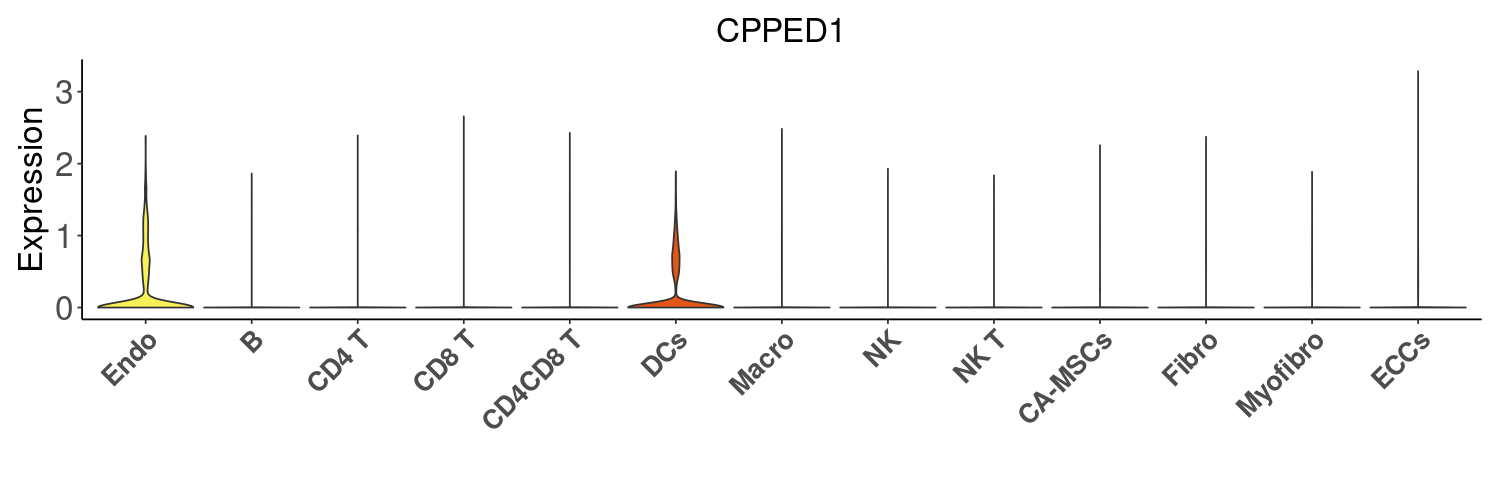 CPPED1
Expression
3
2
1
0
Endo
B
CD4 T
CD8 T
CD4CD8 T
DCs
Macro
NK
NK T
CA-MSCs
Fibro
Myofibro
ECCs